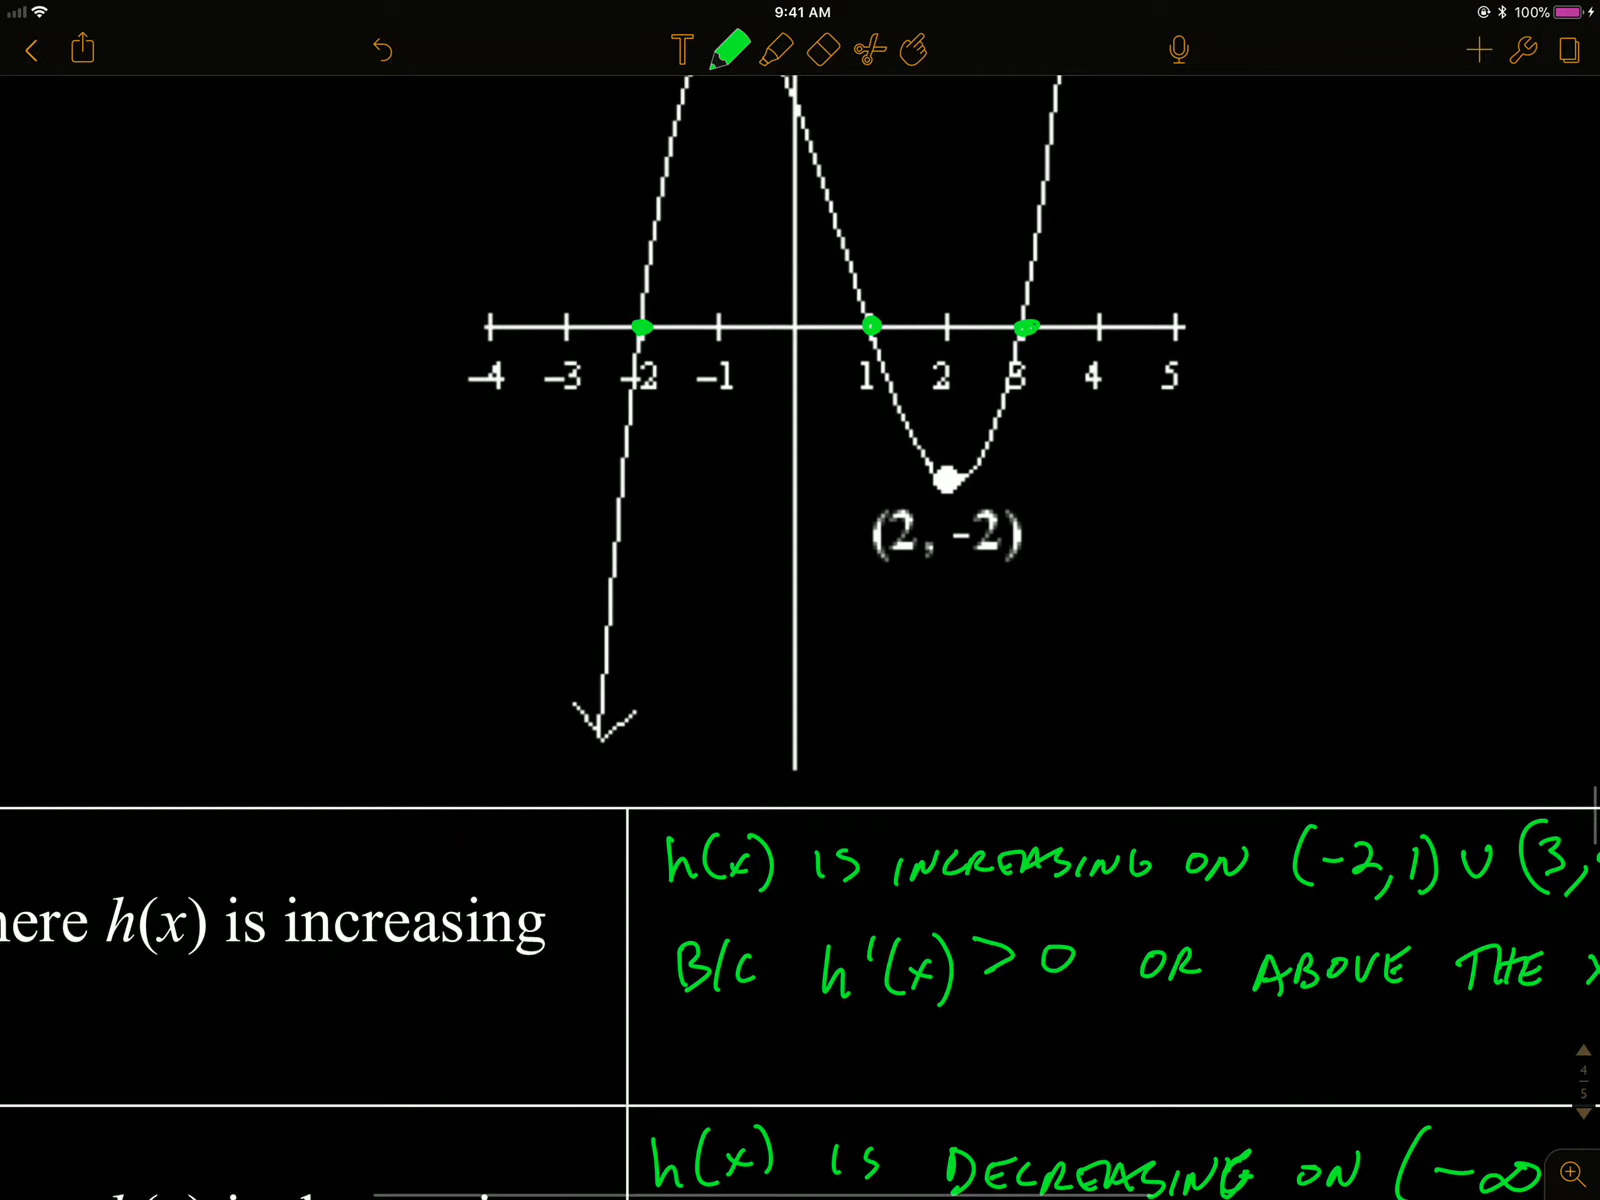 9:41 AM
100%
T
–4 –3 –2 –1 1 2 3 4 5
(2, -2)
h(x) IS INCREASING ON (-2,1) ∪ (3,
here h(x) is increasing
B/C h'(x) > 0 OR ABOVE THE
4
5
h(x) IS DECREASING ON (-∞